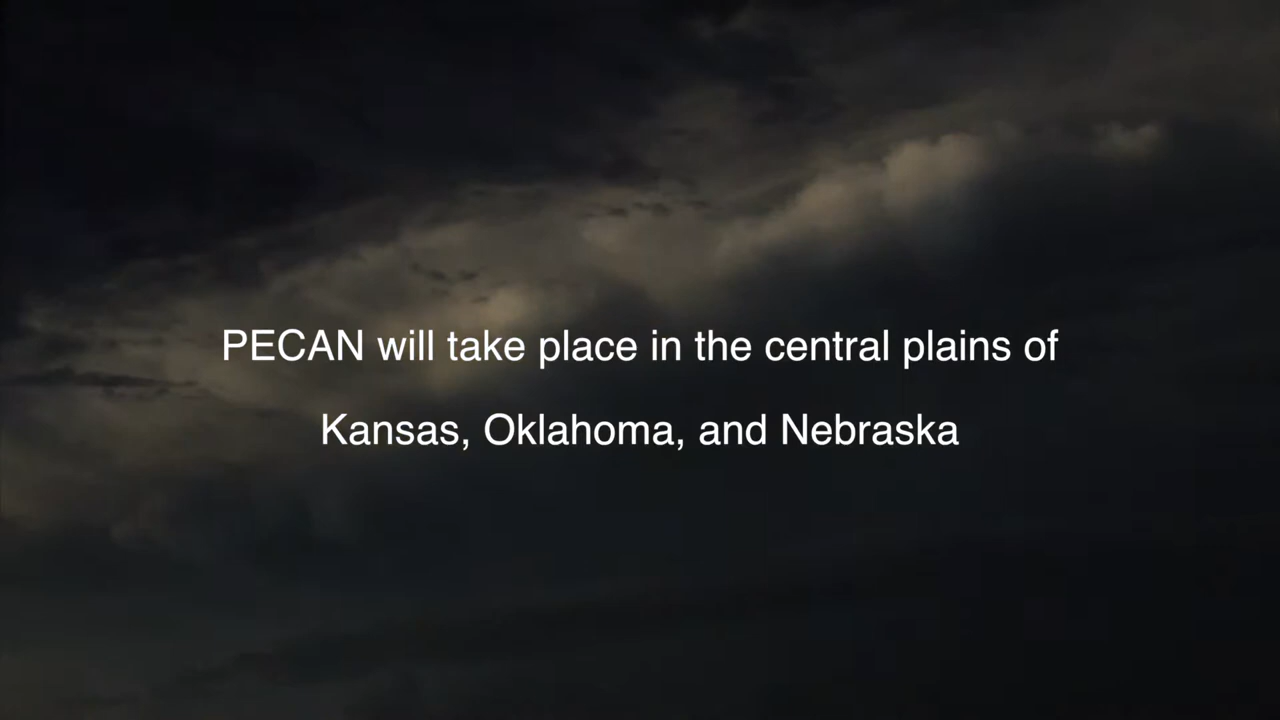 PECAN will take place in the central plains of
Kansas, Oklahoma, and Nebraska